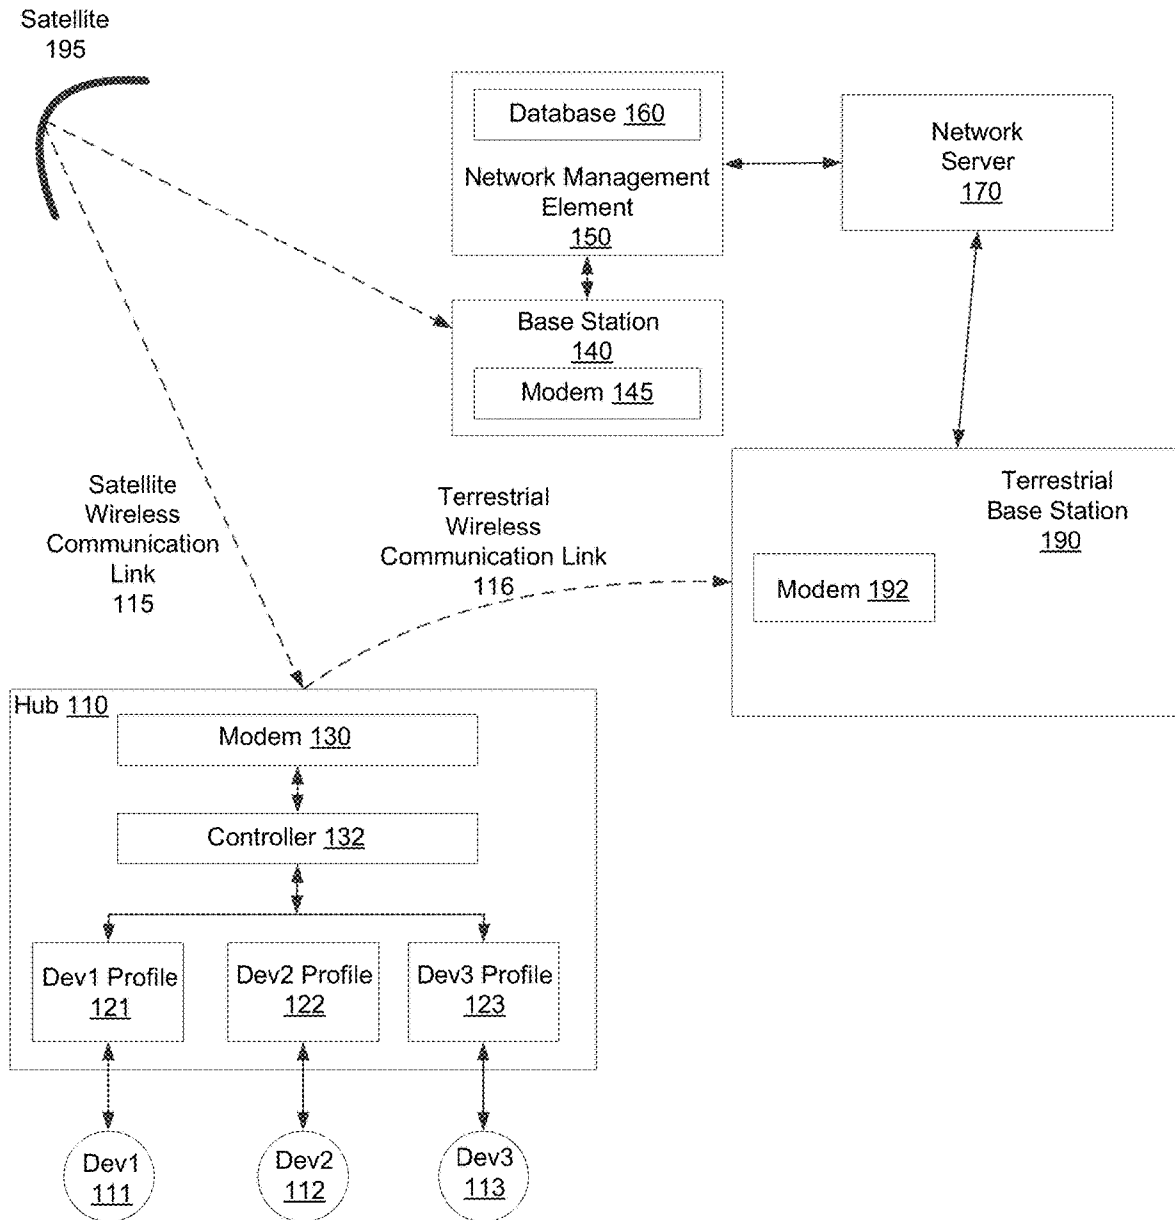 Satellite
195
Database 160
Network Management
Element
150
Network
Server
170
Base Station
140
Modem 145
Satellite
Wireless
Communication
Link
115
Terrestrial
Wireless
Communication Link
116
Terrestrial
Base Station
190
Modem 192
Hub 110
Modem 130
Controller 132
Dev1 Profile
121
Dev2 Profile
122
Dev3 Profile
123
Dev1
111
Dev2
112
Dev3
113